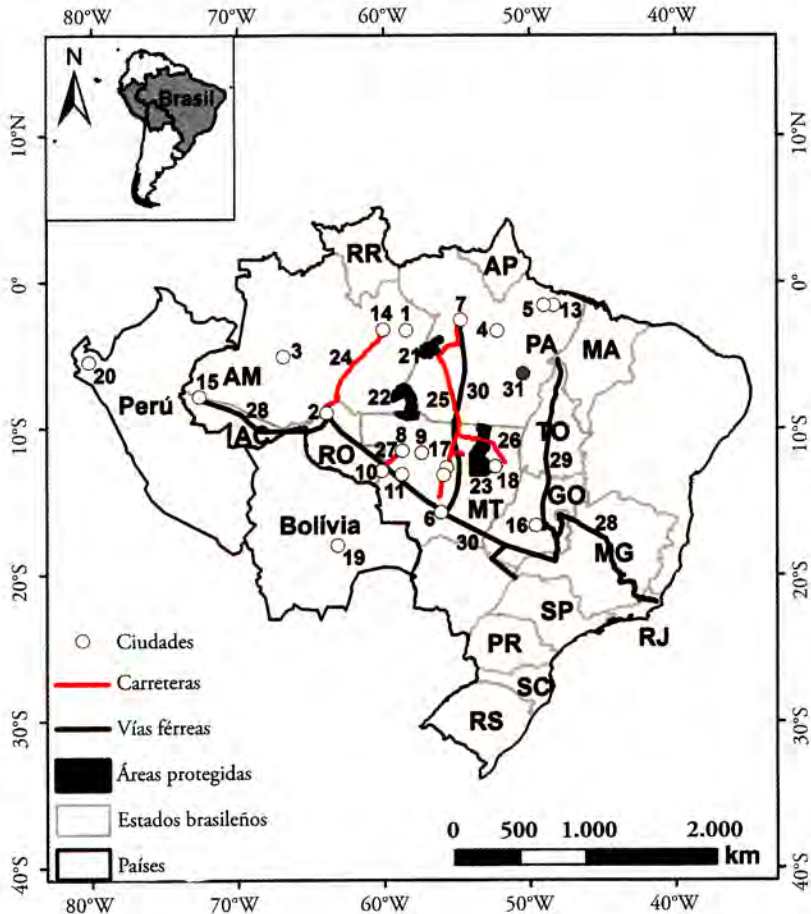 80°W 70°W 60°W 50°W 40°W
N
Brasil
10°N 10°N
0° 0°
10°S 10°S
20°S 20°S
30°S 30°S
40°S 40°S
RR
AP
14 1 7 5 13
4
PA
MA
3
21
24
20
15
AM
Perú
22
25
30
31
28
2
AC
8 9 17
26
TO
RO
27
10
11
23
18
29
MT
GO
6
16
28
Bolívia
30
MG
19
SP
RJ
PR
SC
RS
Ciudades
Carreteras
Vías férreas
Áreas protegidas
Estados brasileños
Países
0 500 1.000 2.000
km
80°W 70°W 60°W 50°W 40°W